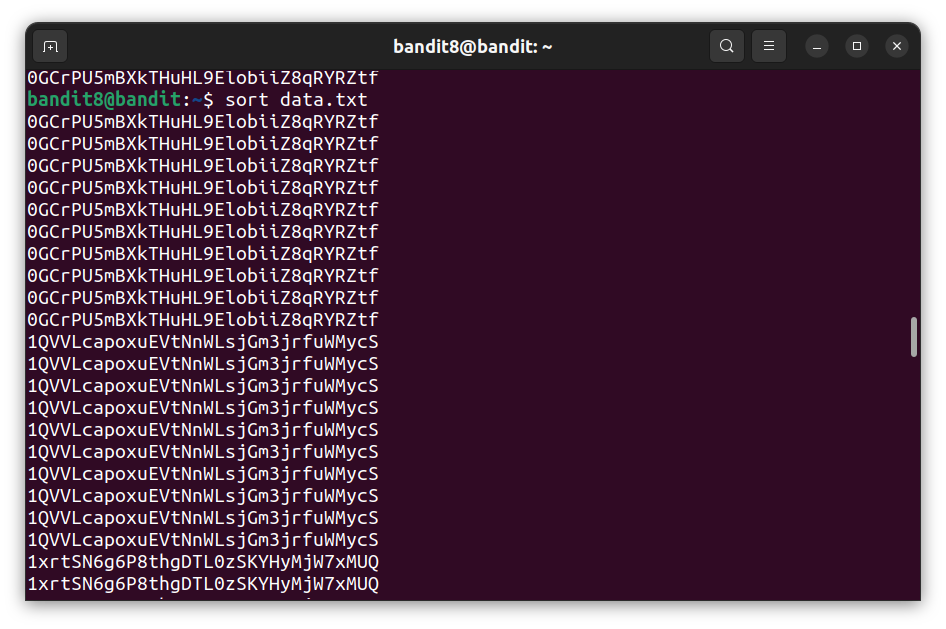 bandit8@bandit: ~
0GCrPU5mBXkTHuHL9ElobiiZ8qRYRZtf
bandit8@bandit:~$ sort data.txt
0GCrPU5mBXkTHuHL9ElobiiZ8qRYRZtf
0GCrPU5mBXkTHuHL9ElobiiZ8qRYRZtf
0GCrPU5mBXkTHuHL9ElobiiZ8qRYRZtf
0GCrPU5mBXkTHuHL9ElobiiZ8qRYRZtf
0GCrPU5mBXkTHuHL9ElobiiZ8qRYRZtf
0GCrPU5mBXkTHuHL9ElobiiZ8qRYRZtf
0GCrPU5mBXkTHuHL9ElobiiZ8qRYRZtf
0GCrPU5mBXkTHuHL9ElobiiZ8qRYRZtf
0GCrPU5mBXkTHuHL9ElobiiZ8qRYRZtf
0GCrPU5mBXkTHuHL9ElobiiZ8qRYRZtf
1QVVLcapoxuEVtNnWLsjGm3jrfuWMycS
1QVVLcapoxuEVtNnWLsjGm3jrfuWMycS
1QVVLcapoxuEVtNnWLsjGm3jrfuWMycS
1QVVLcapoxuEVtNnWLsjGm3jrfuWMycS
1QVVLcapoxuEVtNnWLsjGm3jrfuWMycS
1QVVLcapoxuEVtNnWLsjGm3jrfuWMycS
1QVVLcapoxuEVtNnWLsjGm3jrfuWMycS
1QVVLcapoxuEVtNnWLsjGm3jrfuWMycS
1QVVLcapoxuEVtNnWLsjGm3jrfuWMycS
1QVVLcapoxuEVtNnWLsjGm3jrfuWMycS
1xrtSN6g6P8thgDTL0zSKYHyMjW7xMUQ
1xrtSN6g6P8thgDTL0zSKYHyMjW7xMUQ